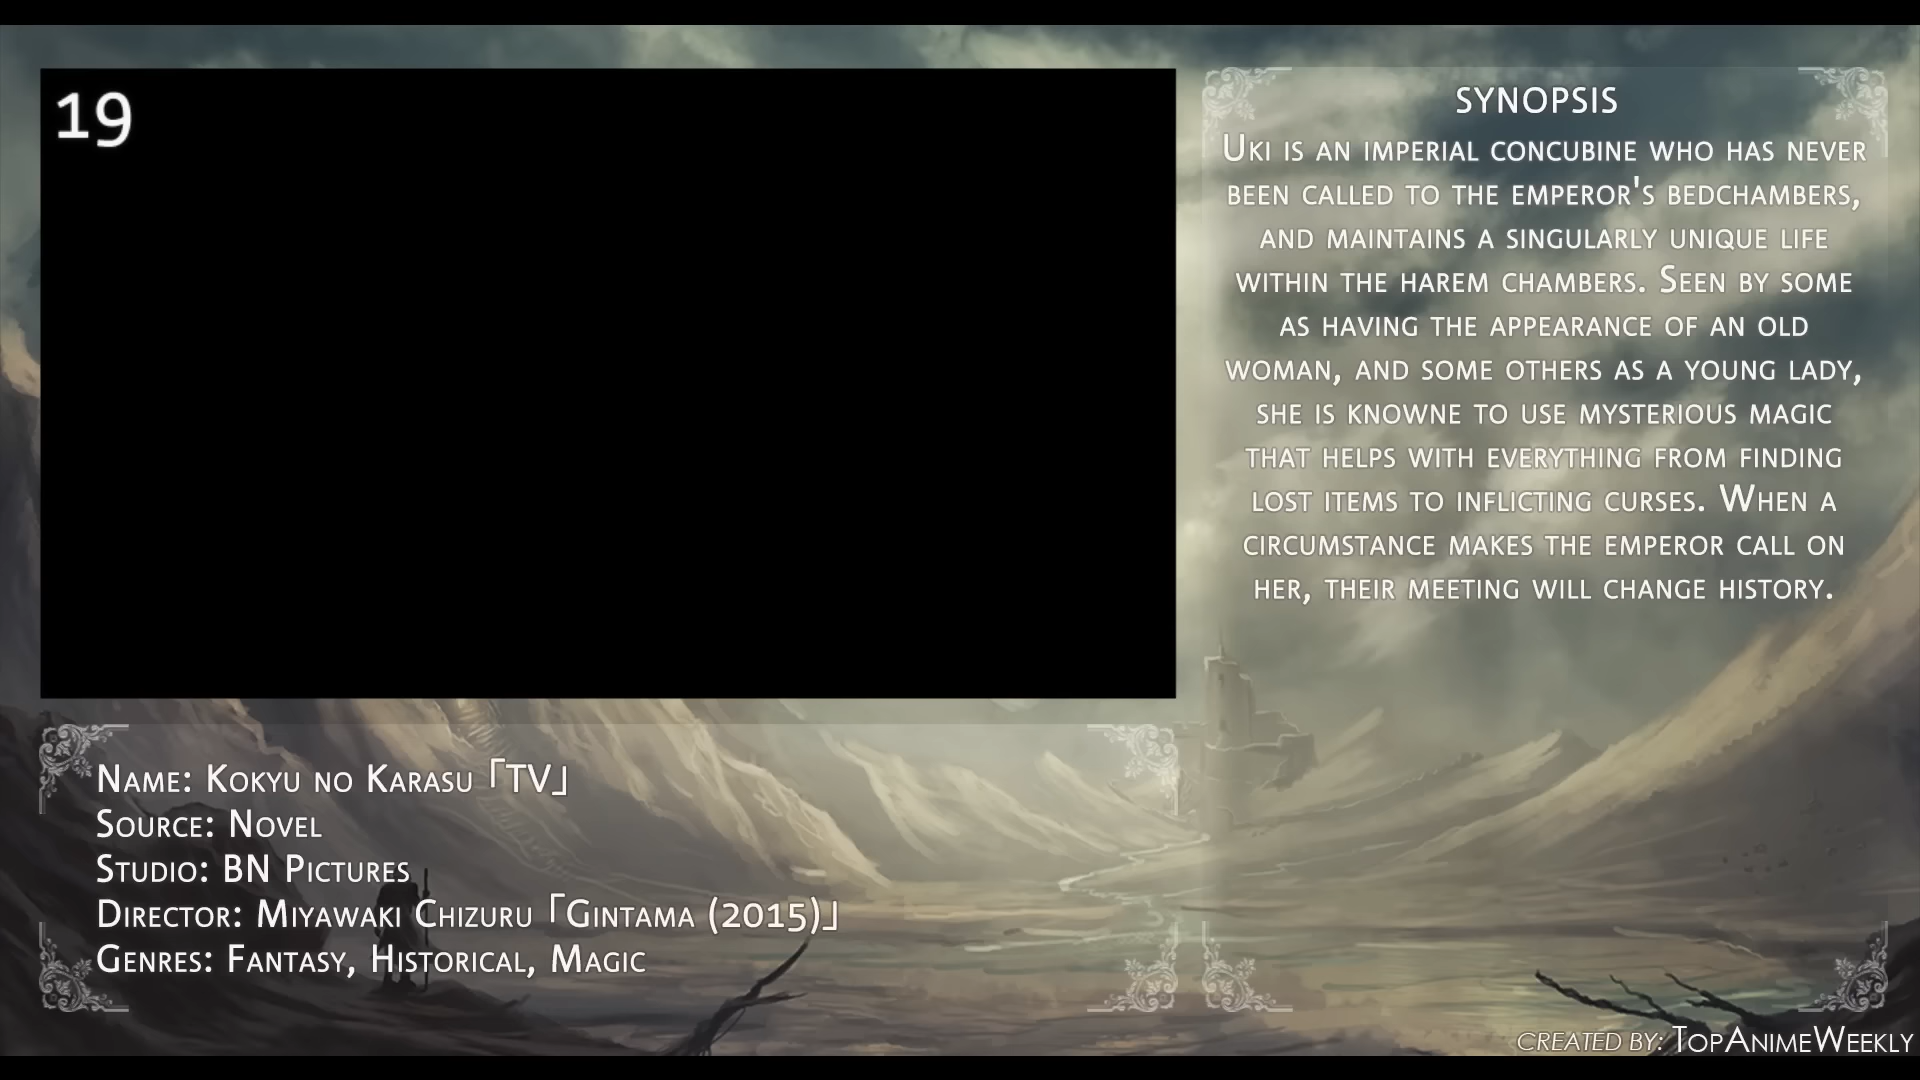 19
SYNOPSIS
Uki is an imperial concubine who has never
been called to the emperor's bedchambers,
and maintains a singularly unique life
within the harem chambers. Seen by some
as having the appearance of an old
woman, and some others as a young lady,
she is knowne to use mysterious magic
that helps with everything from finding
lost items to inflicting curses. When a
circumstance makes the emperor call on
her, their meeting will change history.
Name: Kokyu no Karasu「TV」
Source: Novel
Studio: BN Pictures
Director: Miyawaki Chizuru「Gintama (2015)」
Genres: Fantasy, Historical, Magic
CREATED BY: TopAnimeWeekly